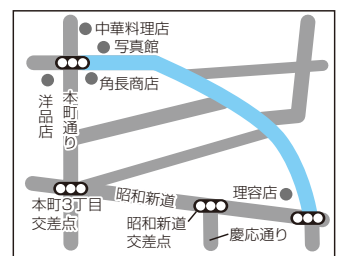 中華料理店
写真館
角長商店
洋品店
本町通り
本町3丁目
交差点
昭和新道
理容店
昭和新道
交差点
慶応通り